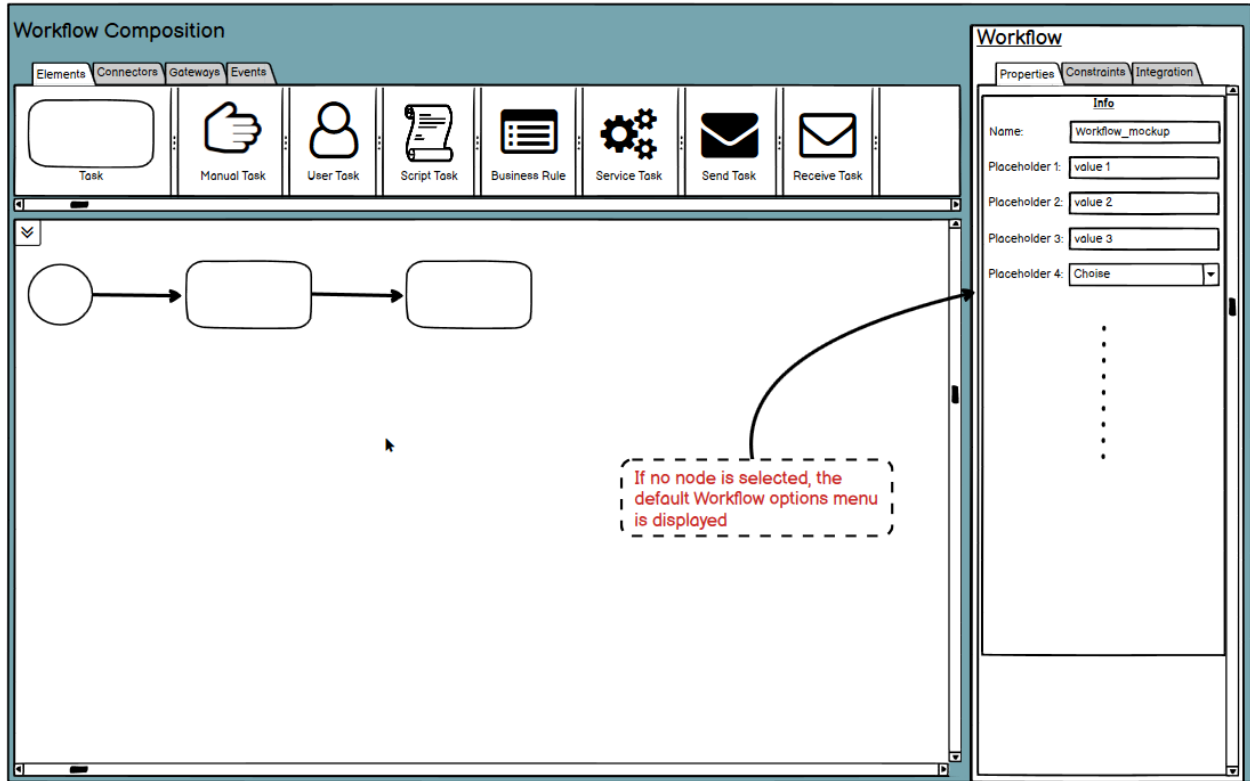 Workflow Composition
Elements Connectors Gateways Events
Task Manual Task User Task Script Task Business Rule Service Task Send Task Receive Task
If no node is selected, the
default Workflow options menu
is displayed
Workflow
Properties Constraints Integration
Info
Name: Workflow_mockup
Placeholder 1: value 1
Placeholder 2: value 2
Placeholder 3: value 3
Placeholder 4: Choise